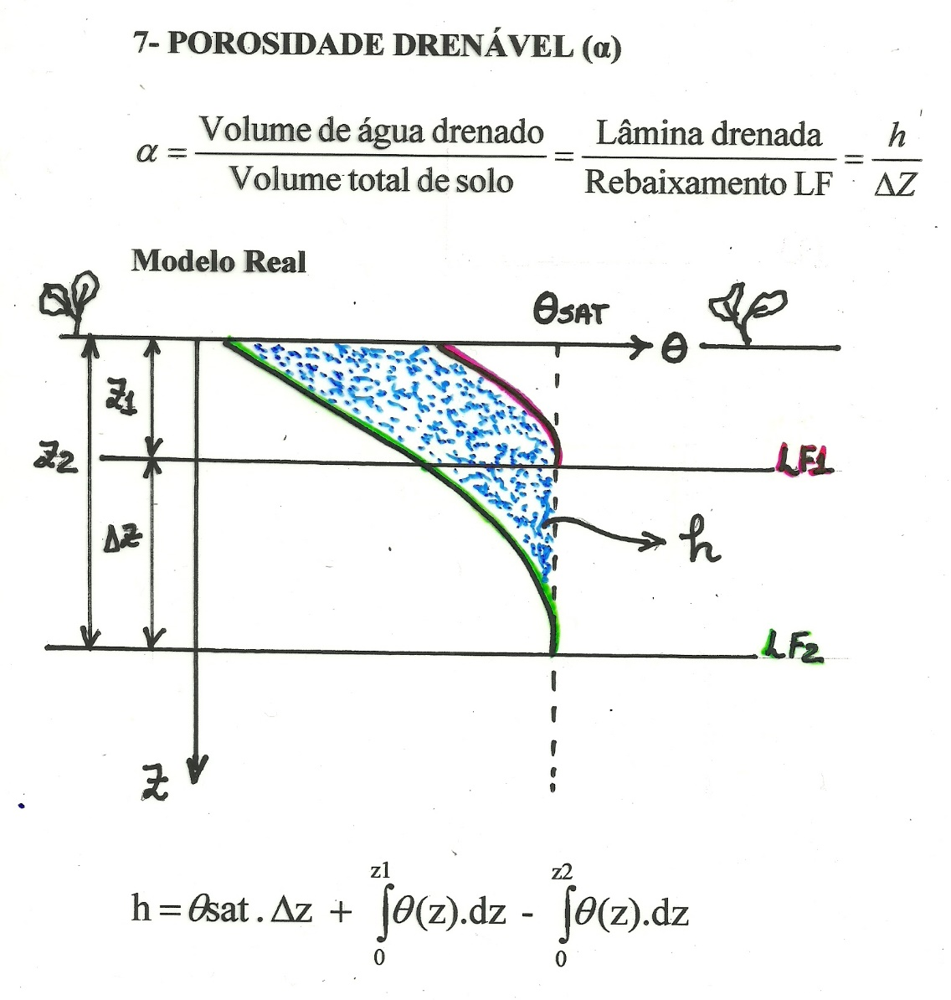 7- POROSIDADE DRENÁVEL (α)
α = Volume de água drenado / Volume total de solo = Lâmina drenada / Rebaixamento LF = h / ΔZ
Modelo Real
θSAT
θ
Z1
Z2
LF1
ΔZ
h
LF2
Z
h = θsat . Δz + ∫₀^z1 θ(z).dz - ∫₀^z2 θ(z).dz